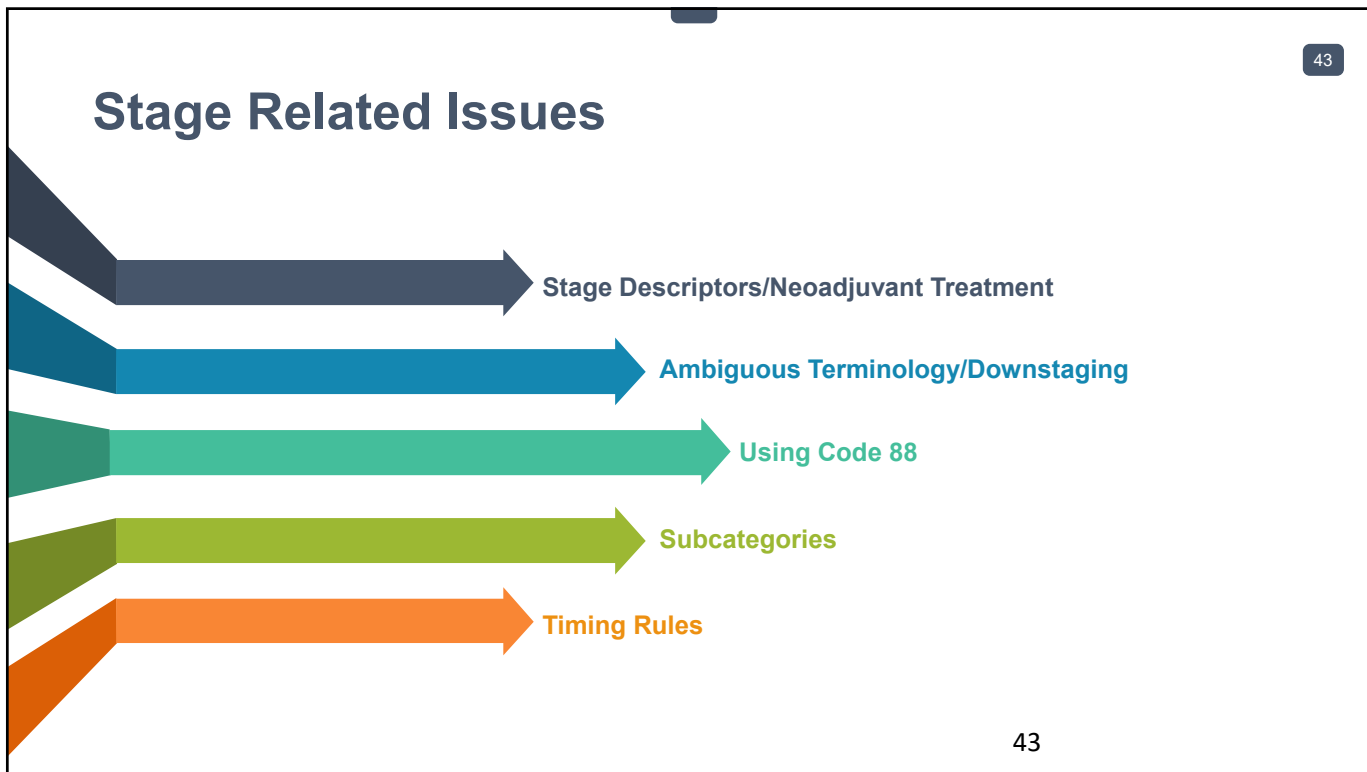 43
Stage Related Issues
Stage Descriptors/Neoadjuvant Treatment
Ambiguous Terminology/Downstaging
Using Code 88
Subcategories
Timing Rules
43